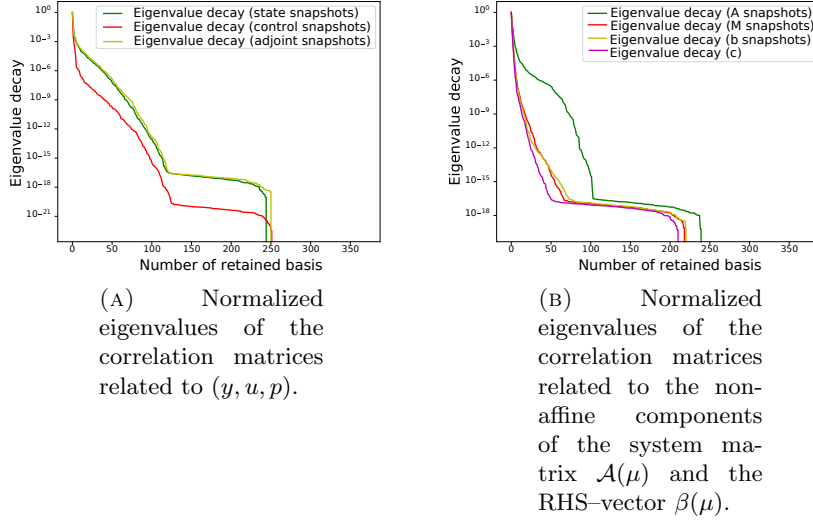 Eigenvalue decay (state snapshots)
Eigenvalue decay (control snapshots)
Eigenvalue decay (adjoint snapshots)
Eigenvalue decay
10^0
10^-3
10^-6
10^-9
10^-12
10^-15
10^-18
10^-21
0 50 100 150 200 250 300 350
Number of retained basis
(A) Normalized
eigenvalues of the
correlation matrices
related to (y, u, p).
Eigenvalue decay (A snapshots)
Eigenvalue decay (M snapshots)
Eigenvalue decay (b snapshots)
Eigenvalue decay (c)
Eigenvalue decay
10^0
10^-3
10^-6
10^-9
10^-12
10^-15
10^-18
0 50 100 150 200 250 300 350
Number of retained basis
(B) Normalized
eigenvalues of the
correlation matrices
related to the non-
affine components
of the system ma-
trix 𝒜(μ) and the
RHS–vector β(μ).